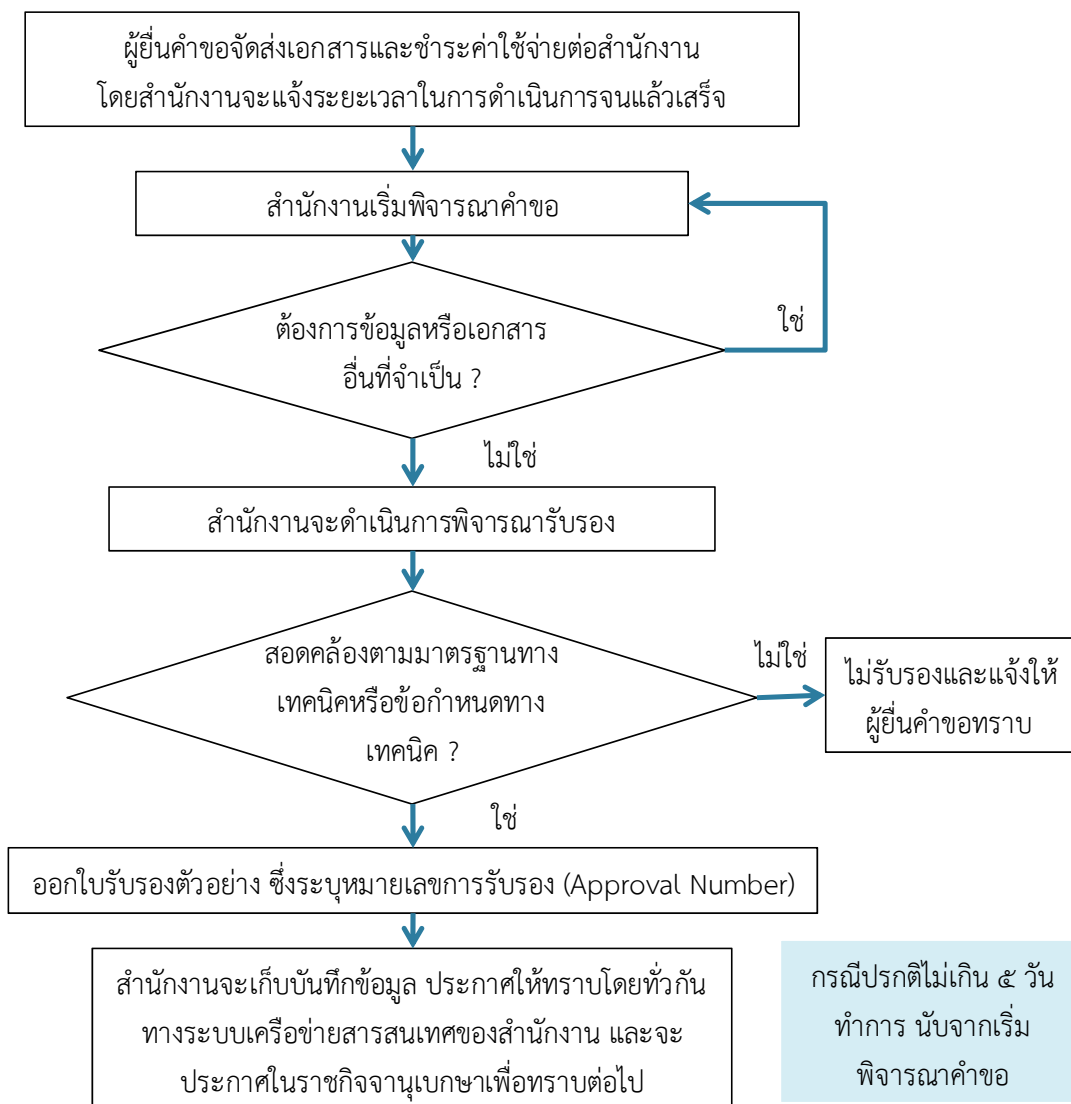 ผู้ยื่นคำขอจัดส่งเอกสารและชำระค่าใช้จ่ายต่อสำนักงาน
โดยสำนักงานจะแจ้งระยะเวลาในการดำเนินการจนแล้วเสร็จ
สำนักงานเริ่มพิจารณาคำขอ
ต้องการข้อมูลหรือเอกสาร
อื่นที่จำเป็น ?
ใช่
ไม่ใช่
สำนักงานจะดำเนินการพิจารณารับรอง
สอดคล้องตามมาตรฐานทาง
เทคนิคหรือข้อกำหนดทาง
เทคนิค ?
ไม่ใช่
ไม่รับรองและแจ้งให้
ผู้ยื่นคำขอทราบ
ใช่
ออกใบรับรองตัวอย่าง ซึ่งระบุหมายเลขการรับรอง (Approval Number)
สำนักงานจะเก็บบันทึกข้อมูล ประกาศให้ทราบโดยทั่วกัน
ทางระบบเครือข่ายสารสนเทศของสำนักงาน และจะ
ประกาศในราชกิจจานุเบกษาเพื่อทราบต่อไป
กรณีปรกติไม่เกิน ๕ วัน
ทำการ นับจากเริ่ม
พิจารณาคำขอ